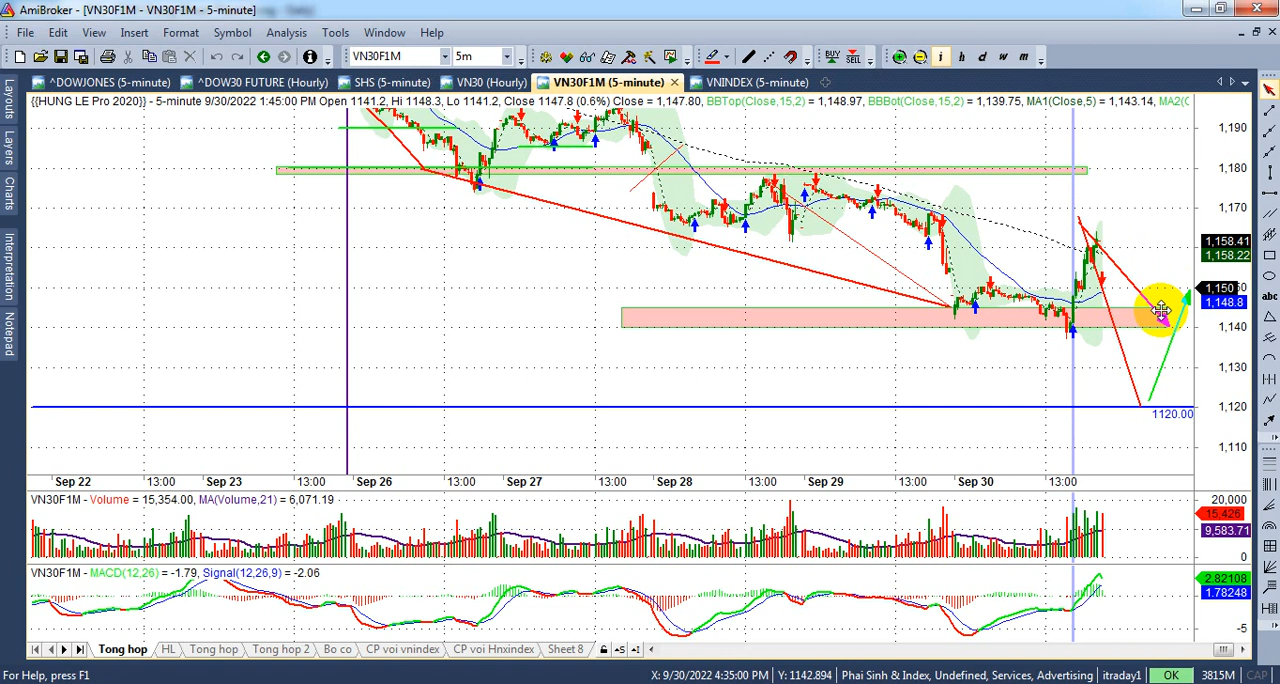 AmiBroker - [VN30F1M - VN30F1M - 5-minute]
File Edit View Insert Format Symbol Analysis Tools Window Help
VN30F1M 5m BUY SELL i h d w m
^DOWJONES (5-minute) ^DOW30 FUTURE (Hourly) SHS (5-minute) VN30 (Hourly) VN30F1M (5-minute) VNINDEX (5-minute)
Layouts
Layers
Charts
Interpretation
Notepad
{{HUNG LE Pro 2020}} - 5-minute 9/30/2022 1:45:00 PM Open 1141.2, Hi 1148.3, Lo 1141.2, Close 1147.8 (0.6%) Close = 1,147.80, BBTop(Close,15,2) = 1,148.97, BBBot(Close,15,2) = 1,139.75, MA1(Close,5) = 1,143.14, MA2(C
1,190
1,180
1,170
1,158.41
1,158.22
1,150
1,148.8
1,140
1,130
1,120
1120.00
1,110
abc
Sep 22 13:00 Sep 23 13:00 Sep 26 13:00 Sep 27 13:00 Sep 28 13:00 Sep 29 13:00 Sep 30 13:00
VN30F1M - Volume = 15,354.00, MA(Volume,21) = 6,071.19
20,000
15,426
9,583.71
0
VN30F1M - MACD(12,26) = -1.79, Signal(12,26,9) = -2.06
2.82108
1.78248
-5
Tong hop HL Tong hop Tong hop 2 Bo co CP voi vnindex CP voi Hnxindex Sheet 8
For Help, press F1 X: 9/30/2022 4:35:00 PM Y: 1142.894 Phai Sinh & Index, Undefined, Services, Advertising itraday1 OK 3815M CAP